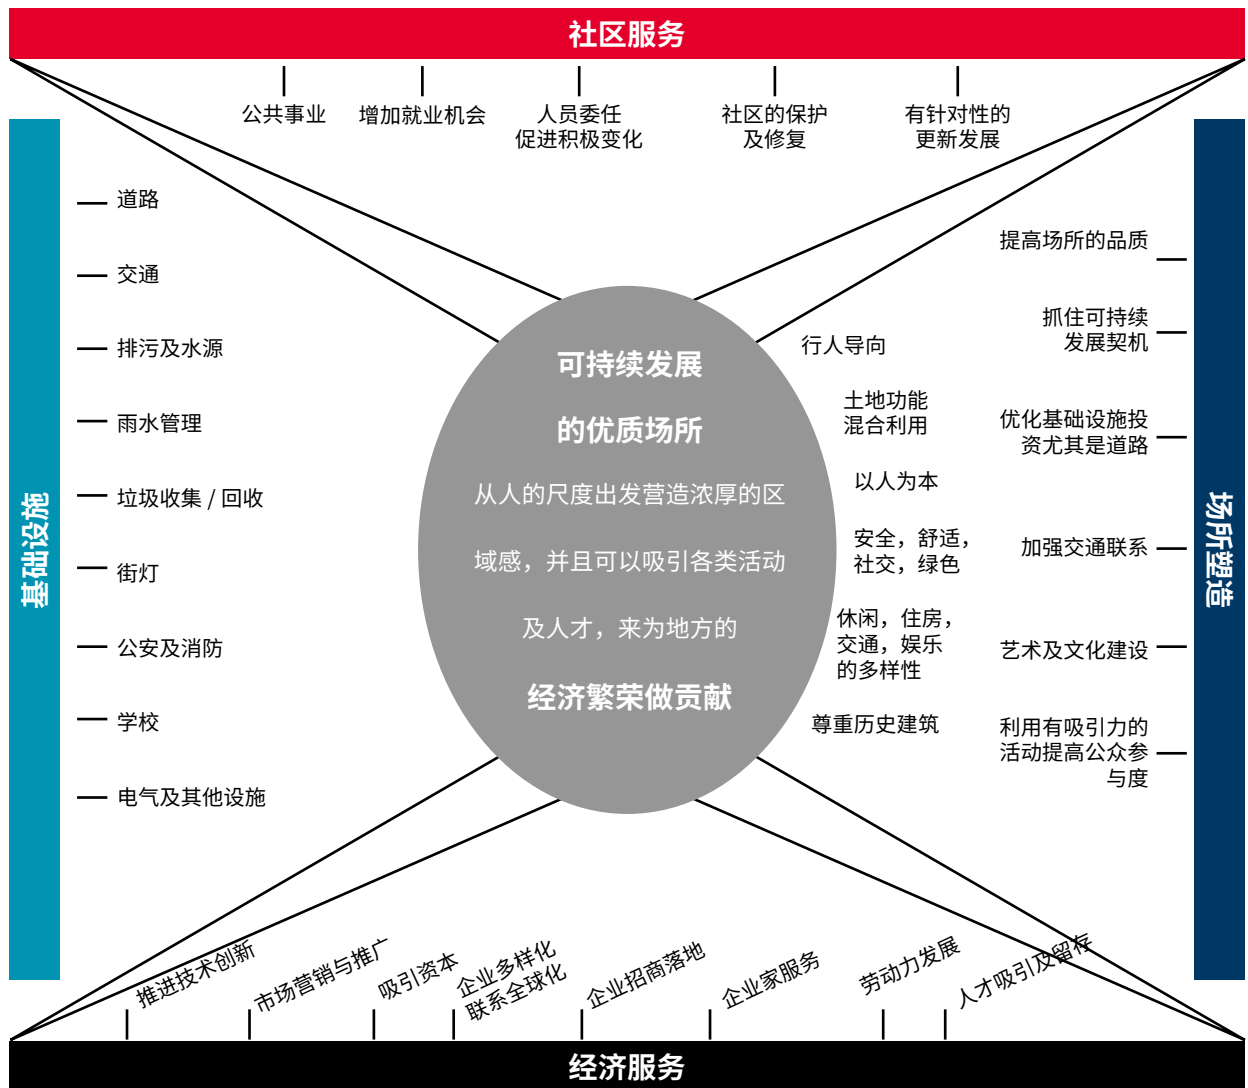 社区服务
公共事业
增加就业机会
人员委任
促进积极变化
社区的保护
及修复
有针对性的
更新发展
基础设施
道路
交通
排污及水源
雨水管理
垃圾收集 / 回收
街灯
公安及消防
学校
电气及其他设施
可持续发展
的优质场所
从人的尺度出发营造浓厚的区
域感，并且可以吸引各类活动
及人才，来为地方的
经济繁荣做贡献
行人导向
土地功能
混合利用
以人为本
安全，舒适，
社交，绿色
休闲，住房，
交通，娱乐
的多样性
尊重历史建筑
提高场所的品质
抓住可持续
发展契机
优化基础设施投
资尤其是道路
加强交通联系
艺术及文化建设
利用有吸引力的
活动提高公众参
与度
场所塑造
推进技术创新
市场营销与推广
吸引资本
企业多样化
联系全球化
企业招商落地
企业家服务
劳动力发展
人才吸引及留存
经济服务